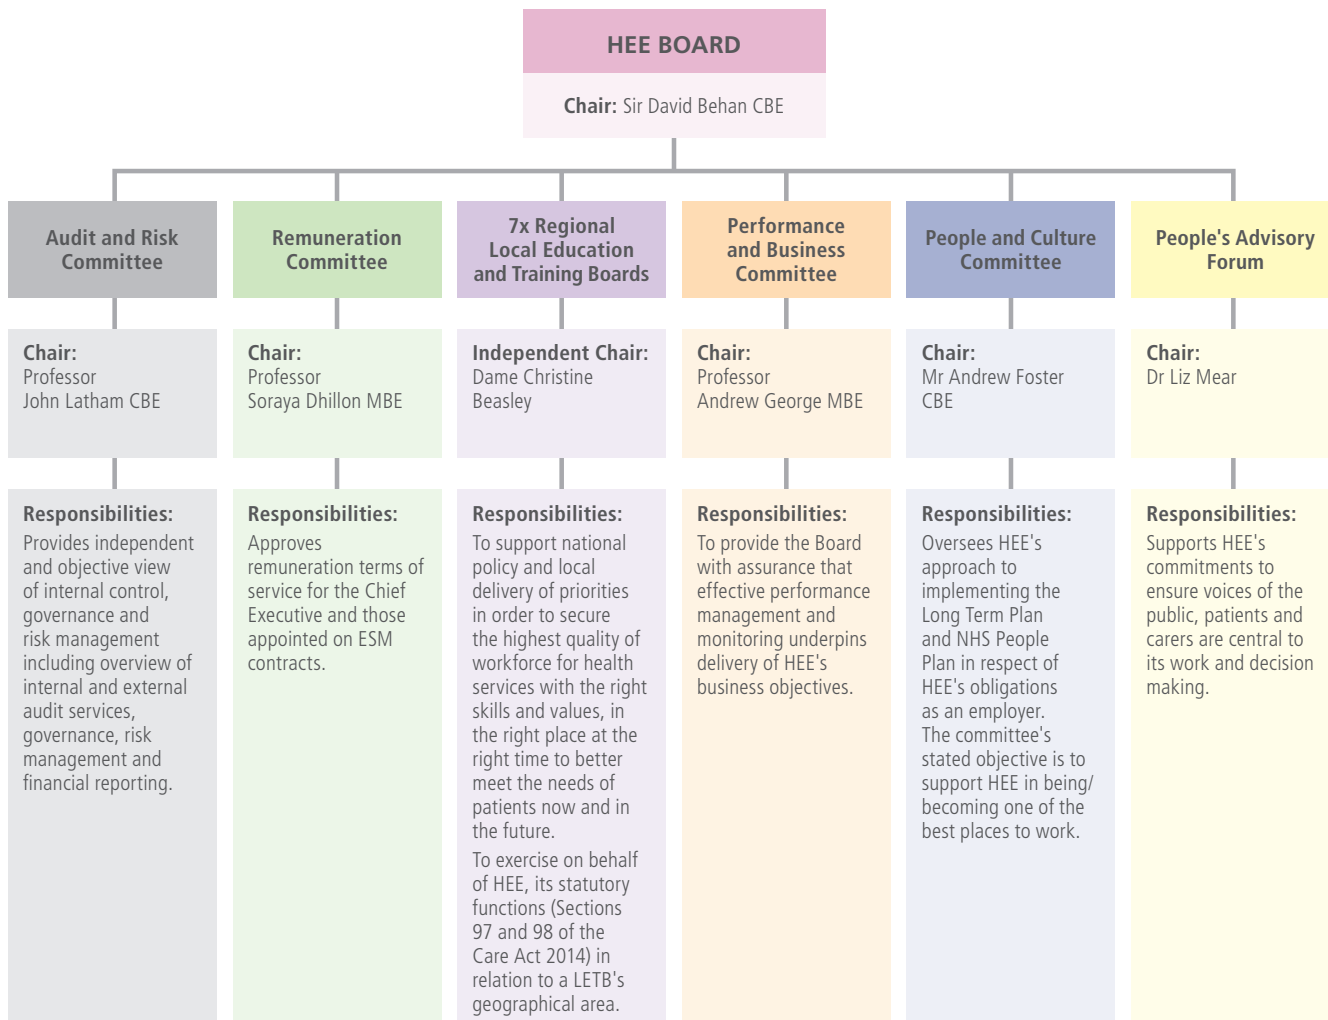 HEE BOARD
Chair: Sir David Behan CBE
Audit and Risk
Committee
Chair:
Professor
John Latham CBE
Responsibilities:
Provides independent
and objective view
of internal control,
governance and
risk management
including overview of
internal and external
audit services,
governance, risk
management and
financial reporting.
Remuneration
Committee
Chair:
Professor
Soraya Dhillon MBE
Responsibilities:
Approves
remuneration terms of
service for the Chief
Executive and those
appointed on ESM
contracts.
7x Regional
Local Education
and Training Boards
Independent Chair:
Dame Christine
Beasley
Responsibilities:
To support national
policy and local
delivery of priorities
in order to secure
the highest quality of
workforce for health
services with the right
skills and values, in
the right place at the
right time to better
meet the needs of
patients now and in
the future.
To exercise on behalf
of HEE, its statutory
functions (Sections
97 and 98 of the
Care Act 2014) in
relation to a LETB's
geographical area.
Performance
and Business
Committee
Chair:
Professor
Andrew George MBE
Responsibilities:
To provide the Board
with assurance that
effective performance
management and
monitoring underpins
delivery of HEE's
business objectives.
People and Culture
Committee
Chair:
Mr Andrew Foster
CBE
Responsibilities:
Oversees HEE's
approach to
implementing the
Long Term Plan
and NHS People
Plan in respect of
HEE's obligations
as an employer.
The committee's
stated objective is to
support HEE in being/
becoming one of the
best places to work.
People's Advisory
Forum
Chair:
Dr Liz Mear
Responsibilities:
Supports HEE's
commitments to
ensure voices of the
public, patients and
carers are central to
its work and decision
making.